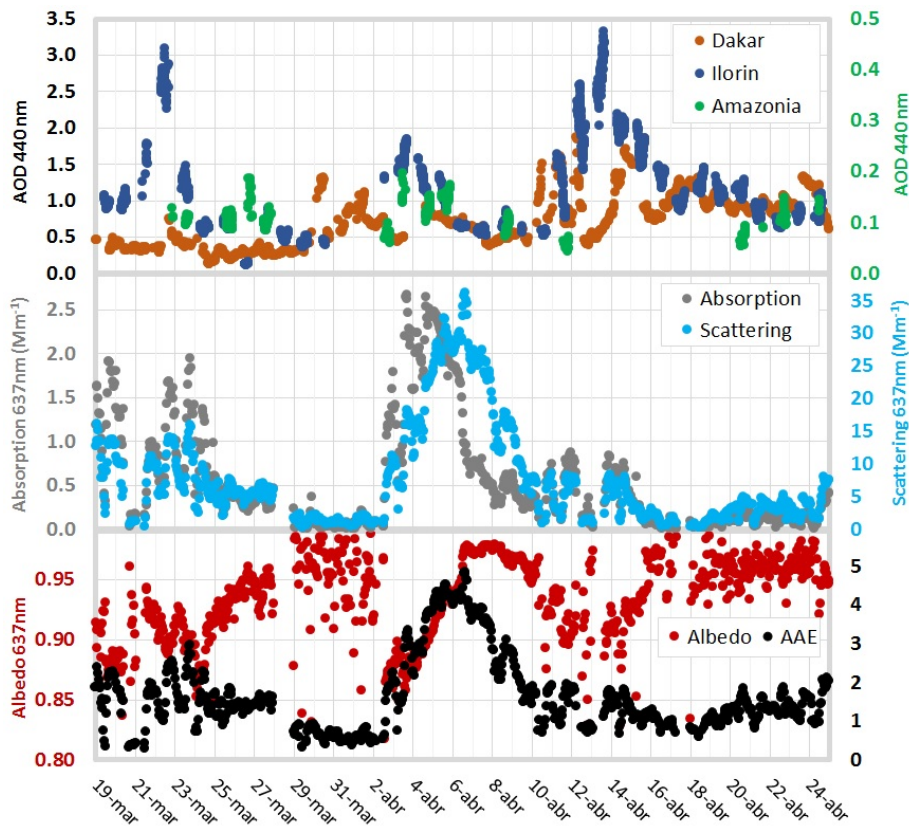 3.5
3.0
2.5
2.0
1.5
1.0
0.5
0.0
AOD 440nm
Dakar
Ilorin
Amazonia
0.5
0.4
0.3
0.2
0.1
0.0
AOD 440nm
2.5
2.0
1.5
1.0
0.5
0.0
Absorption 637nm (Mm⁻¹)
Absorption
Scattering
35
30
25
20
15
10
5
0
Scattering 637nm (Mm⁻¹)
0.95
0.90
0.85
0.80
Albedo637nm
Albedo AAE
5
4
3
2
1
0
19-mar
21-mar
23-mar
25-mar
27-mar
29-mar
31-mar
2-abr
4-abr
6-abr
8-abr
10-abr
12-abr
14-abr
16-abr
18-abr
20-abr
22-abr
24-abr